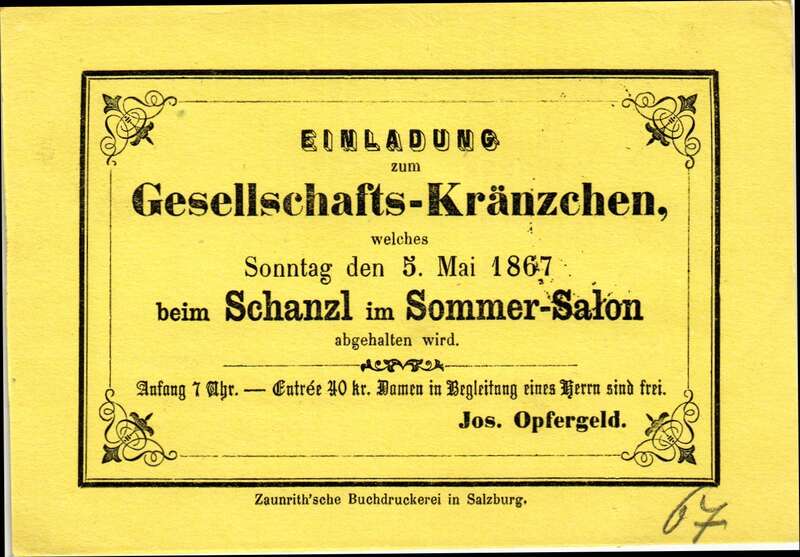 EINLADUNG
zum
Gesellschafts-Kränzchen,
welches
Sonntag den 5. Mai 1867
beim Schanzl im Sommer-Salon
abgehalten wird.
Anfang 7 Uhr. — Entrée 40 kr. Damen in Begleitung eines Herrn sind frei.
Jos. Opfergeld.
Zaunrith'sche Buchdruckerei in Salzburg.
67